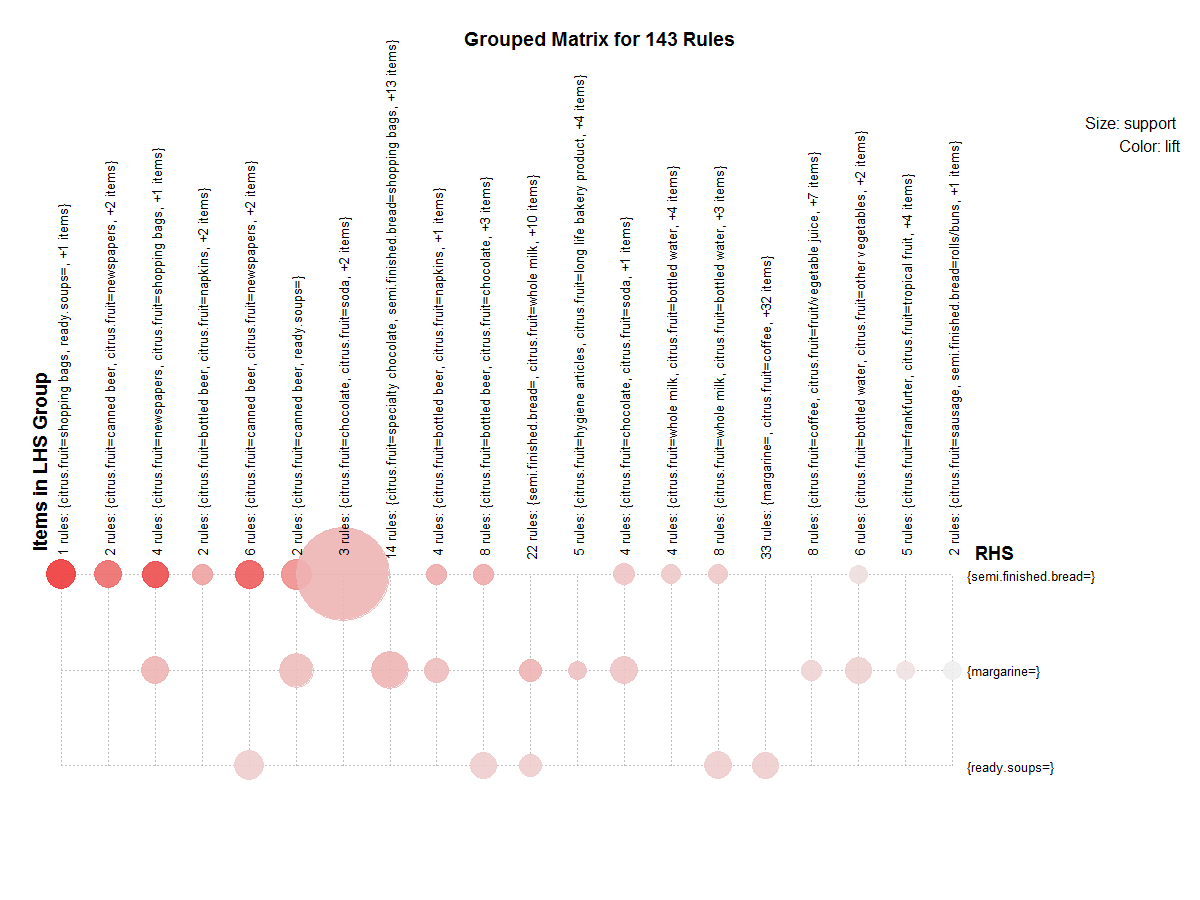 Grouped Matrix for 143 Rules
Size: support
Color: lift
Items in LHS Group
1 rules: {citrus.fruit=shopping bags, ready.soups=, +1 items}
2 rules: {citrus.fruit=canned beer, citrus.fruit=newspapers, +2 items}
4 rules: {citrus.fruit=newspapers, citrus.fruit=shopping bags, +1 items}
2 rules: {citrus.fruit=bottled beer, citrus.fruit=napkins, +2 items}
6 rules: {citrus.fruit=canned beer, citrus.fruit=newspapers, +2 items}
2 rules: {citrus.fruit=canned beer, ready.soups=}
3 rules: {citrus.fruit=chocolate, citrus.fruit=soda, +2 items}
14 rules: {citrus.fruit=specialty chocolate, semi.finished.bread=shopping bags, +13 items}
4 rules: {citrus.fruit=bottled beer, citrus.fruit=napkins, +1 items}
8 rules: {citrus.fruit=bottled beer, citrus.fruit=chocolate, +3 items}
22 rules: {semi.finished.bread=, citrus.fruit=whole milk, +10 items}
5 rules: {citrus.fruit=hygiene articles, citrus.fruit=long life bakery product, +4 items}
4 rules: {citrus.fruit=chocolate, citrus.fruit=soda, +1 items}
4 rules: {citrus.fruit=whole milk, citrus.fruit=bottled water, +4 items}
8 rules: {citrus.fruit=whole milk, citrus.fruit=bottled water, +3 items}
33 rules: {margarine=, citrus.fruit=coffee, +32 items}
8 rules: {citrus.fruit=coffee, citrus.fruit=fruit/vegetable juice, +7 items}
6 rules: {citrus.fruit=bottled water, citrus.fruit=other vegetables, +2 items}
5 rules: {citrus.fruit=frankfurter, citrus.fruit=tropical fruit, +4 items}
2 rules: {citrus.fruit=sausage, semi.finished.bread=rolls/buns, +1 items}
RHS
{semi.finished.bread=}
{margarine=}
{ready.soups=}